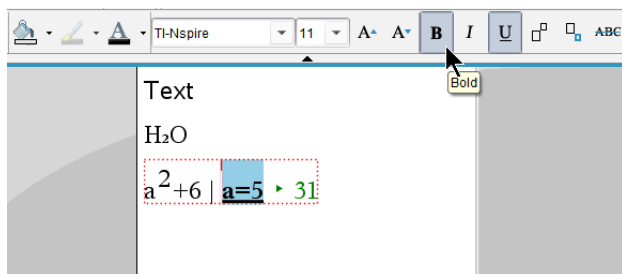 A TI-Nspire 11 A A B I U ABC
Bold
Text
H₂O
a²+6 | a=5 ▸ 31